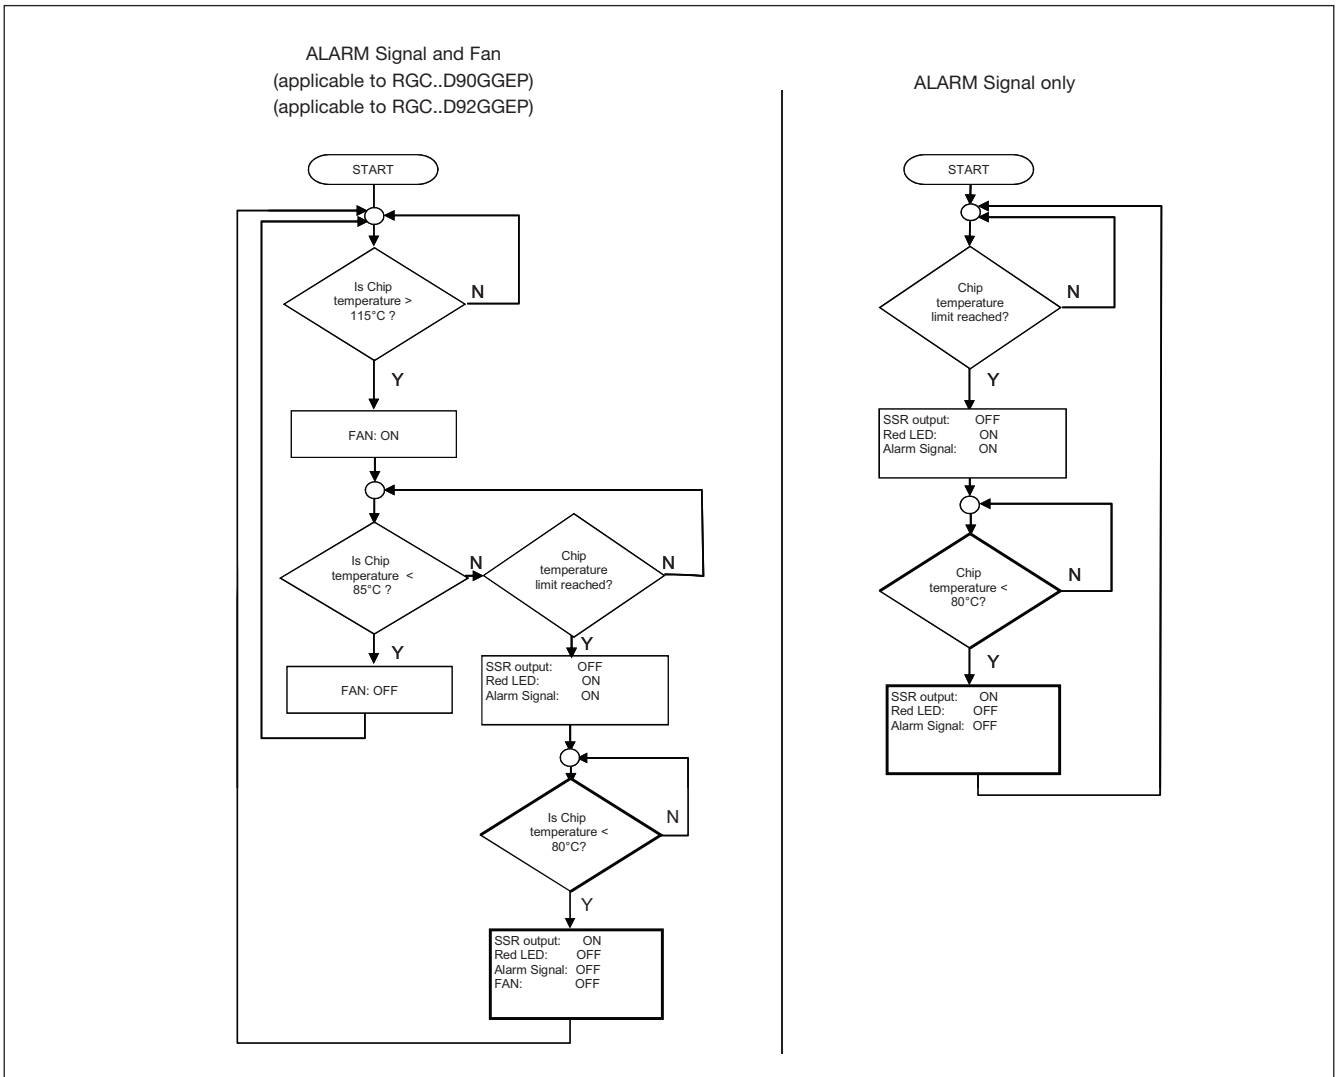 ALARM Signal and Fan
(applicable to RGC..D90GGEP)
(applicable to RGC..D92GGEP)
START
Is Chip
temperature >
115°C ?
N
Y
FAN: ON
Is Chip
temperature <
85°C ?
N
Chip
temperature
limit reached?
N
Y
Y
FAN: OFF
SSR output: OFF
Red LED: ON
Alarm Signal: ON
Is Chip
temperature <
80°C?
N
Y
SSR output: ON
Red LED: OFF
Alarm Signal: OFF
FAN: OFF
ALARM Signal only
START
Chip
temperature
limit reached?
N
Y
SSR output: OFF
Red LED: ON
Alarm Signal: ON
Chip
temperature <
80°C?
N
Y
SSR output: ON
Red LED: OFF
Alarm Signal: OFF